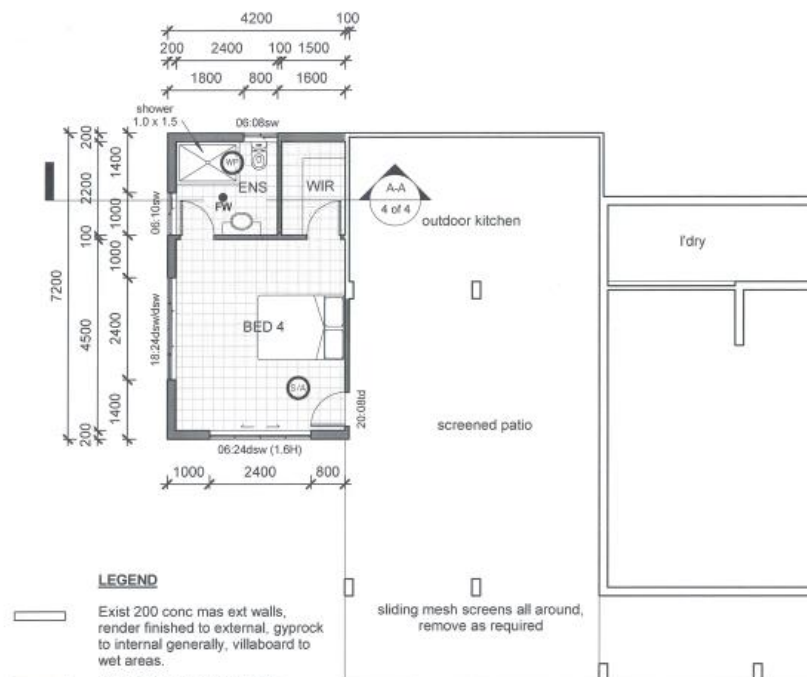 4200 100
200 2400 100 1500
1800 800 1600
shower
1.0 x 1.5
06:08sw
200
1400
2200
1000
100
1000
7200
4500
2400
1400
200
WP
ENS
WIR
FW
06:10sw
A-A
4 of 4
outdoor kitchen
l'dry
18:24dsw/dsw
BED 4
S/A
20:08td
screened patio
06:24dsw (1.6H)
1000 2400 800
LEGEND
Exist 200 conc mas ext walls,
render finished to external, gyprock
to internal generally, villaboard to
wet areas.
sliding mesh screens all around,
remove as required